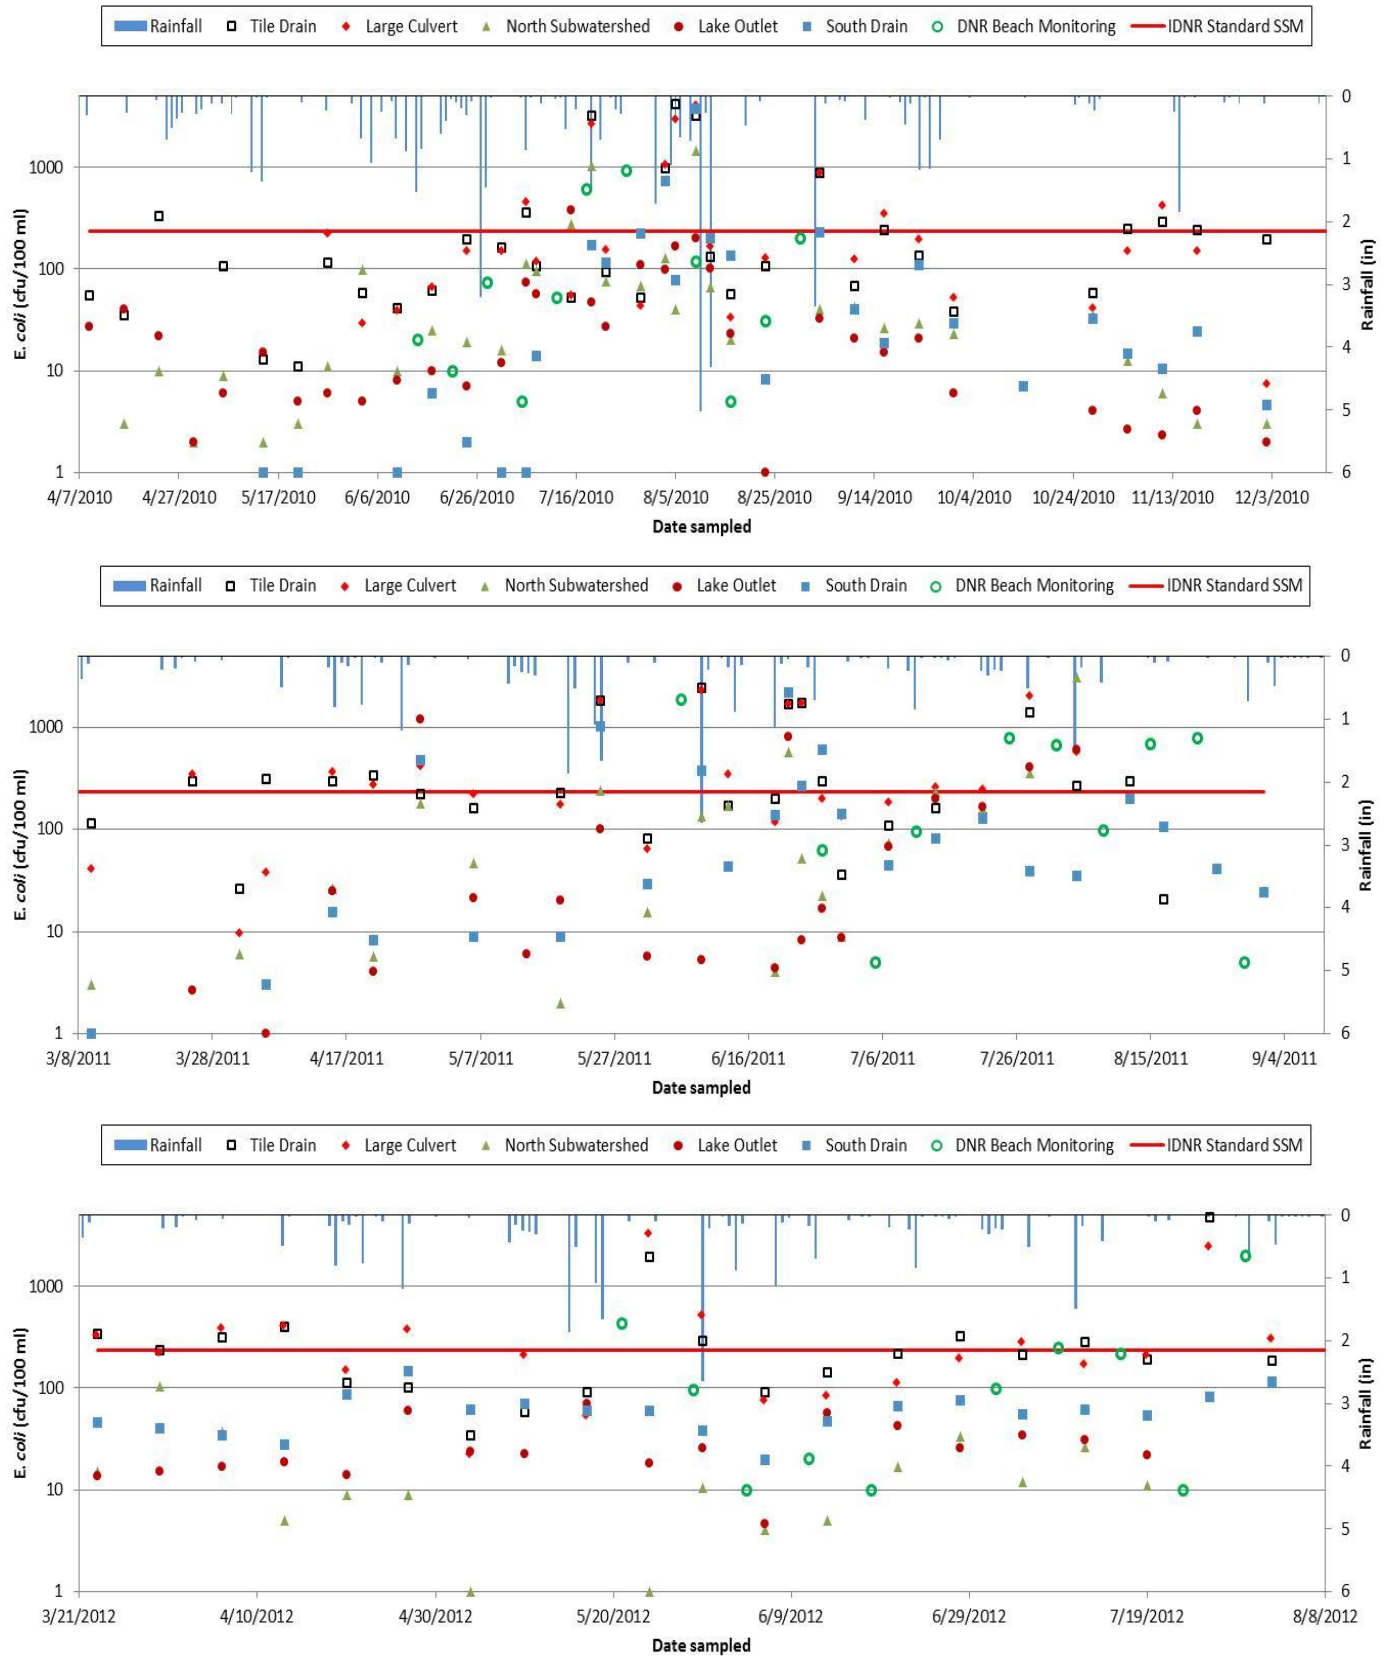 Rainfall Tile Drain Large Culvert North Subwatershed Lake Outlet South Drain DNR Beach Monitoring IDNR Standard SSM
E. coli (cfu/100 ml)
1000
100
10
1
0
1
2
3
4
5
6
Rainfall (in)
4/7/2010 4/27/2010 5/17/2010 6/6/2010 6/26/2010 7/16/2010 8/5/2010 8/25/2010 9/14/2010 10/4/2010 10/24/2010 11/13/2010 12/3/2010
Date sampled
Rainfall Tile Drain Large Culvert North Subwatershed Lake Outlet South Drain DNR Beach Monitoring IDNR Standard SSM
E. coli (cfu/100 ml)
1000
100
10
1
0
1
2
3
4
5
6
Rainfall (in)
3/8/2011 3/28/2011 4/17/2011 5/7/2011 5/27/2011 6/16/2011 7/6/2011 7/26/2011 8/15/2011 9/4/2011
Date sampled
Rainfall Tile Drain Large Culvert North Subwatershed Lake Outlet South Drain DNR Beach Monitoring IDNR Standard SSM
E. coli (cfu/100 ml)
1000
100
10
1
0
1
2
3
4
5
6
Rainfall (in)
3/21/2012 4/10/2012 4/30/2012 5/20/2012 6/9/2012 6/29/2012 7/19/2012 8/8/2012
Date sampled